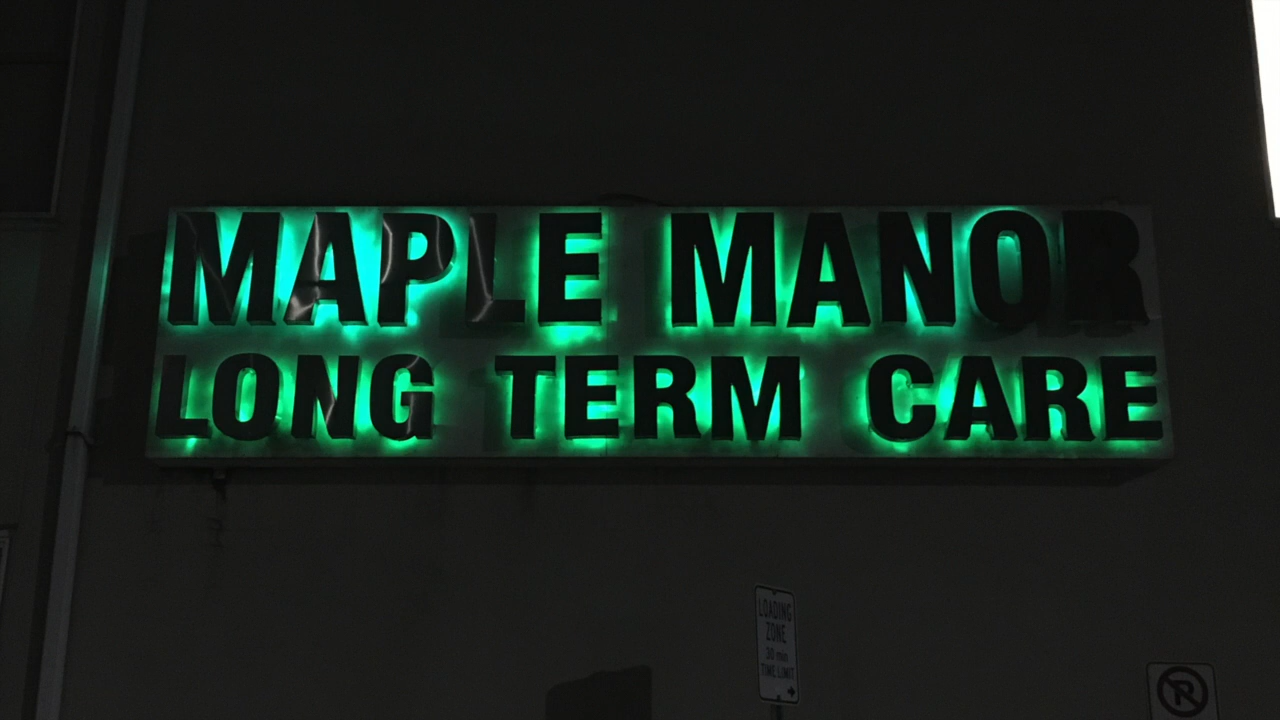 MAPLE MANOR
LONG TERM CARE
LOADING
ZONE
30 min
TIME LIMIT
P